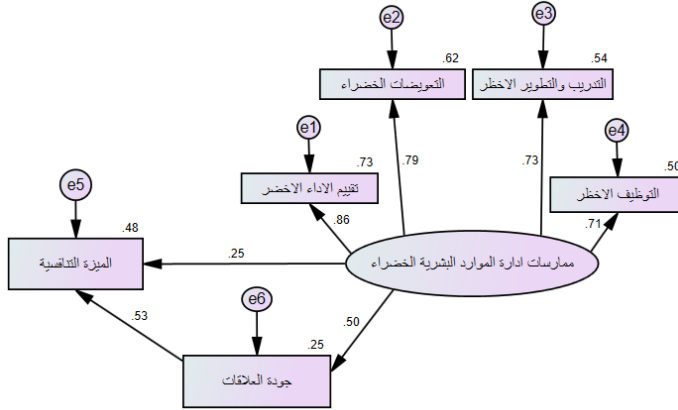 e2
e3
.62
.54
التعويضات الخضراء
التدريب والتطوير الاخظر
e1
e4
.73
.79
.73
.50
تقييم الاداء الاخضر
التوظيف الاخظر
e5
.86
.71
.48
الميزة التنافسية
.25
ممارسات ادارة الموارد البشرية الخضراء
e6
.53
.25
.50
جودة العلاقات